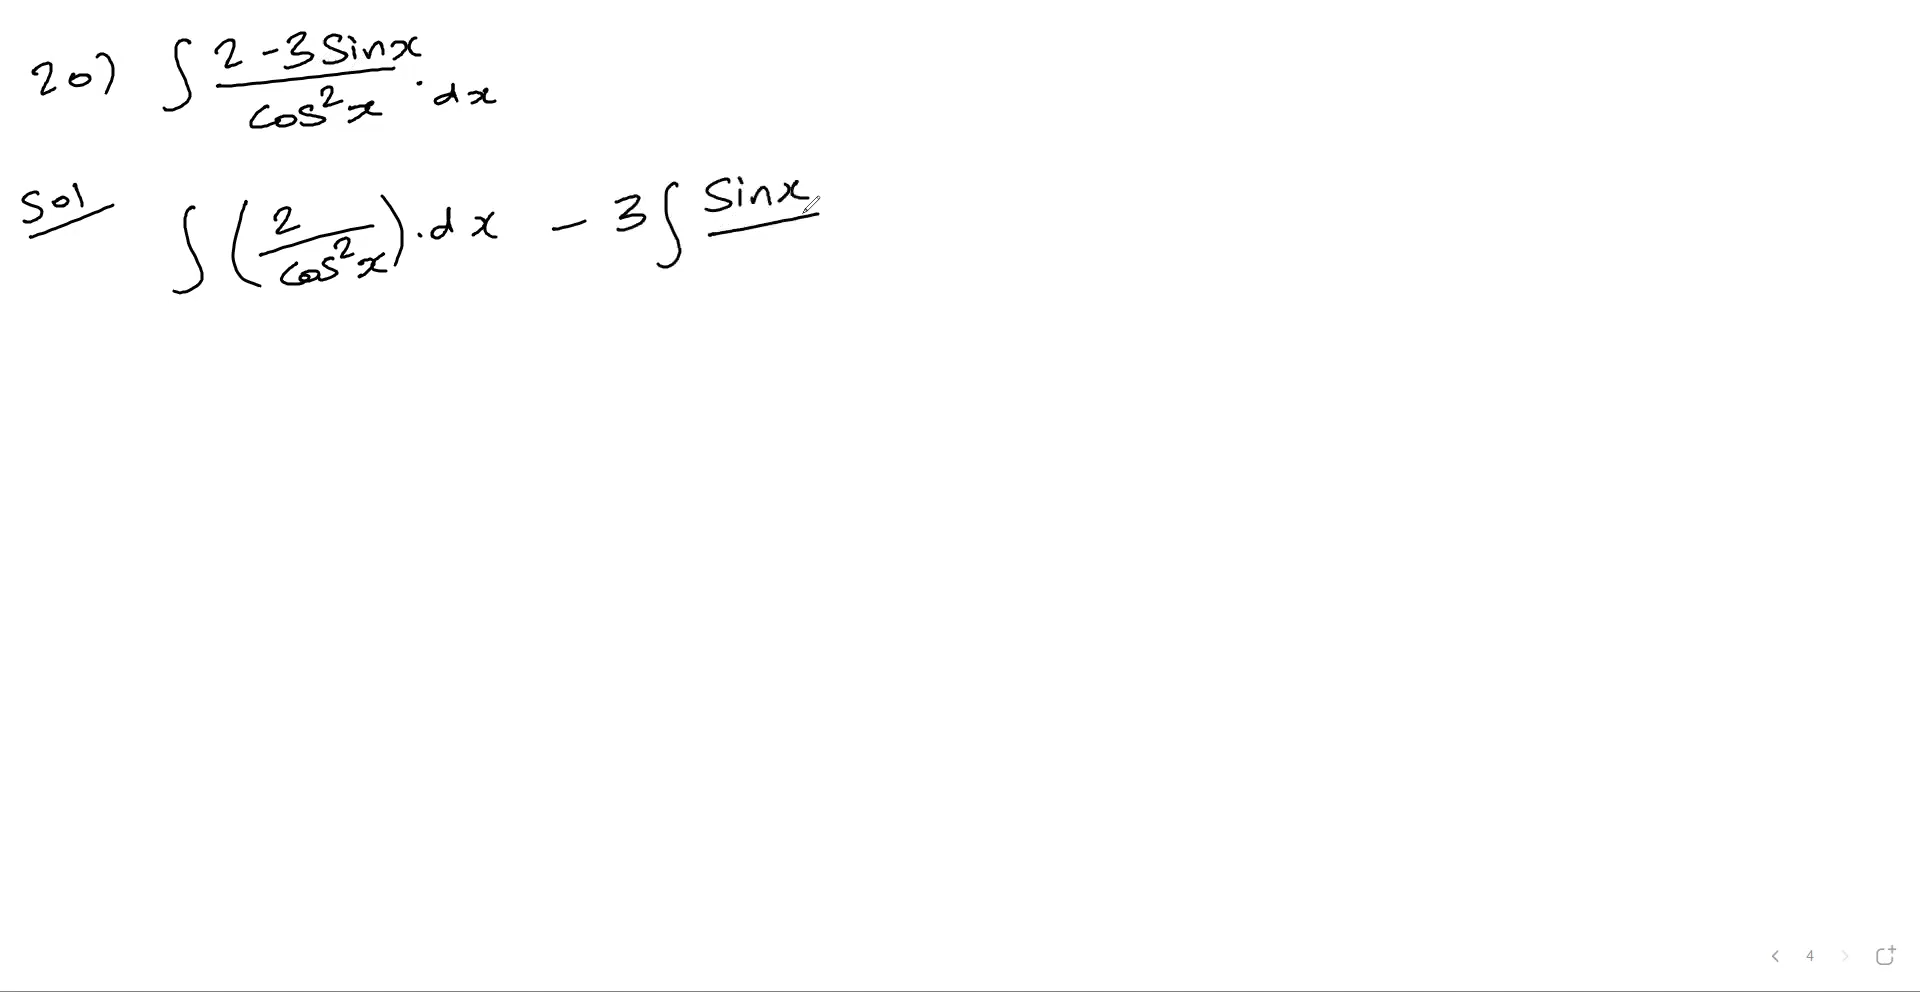 20) ∫ (2 - 3 Sinx)/(cos²x) · dx
Sol ∫ (2/cos²x) · dx - 3 ∫ Sinx/
4